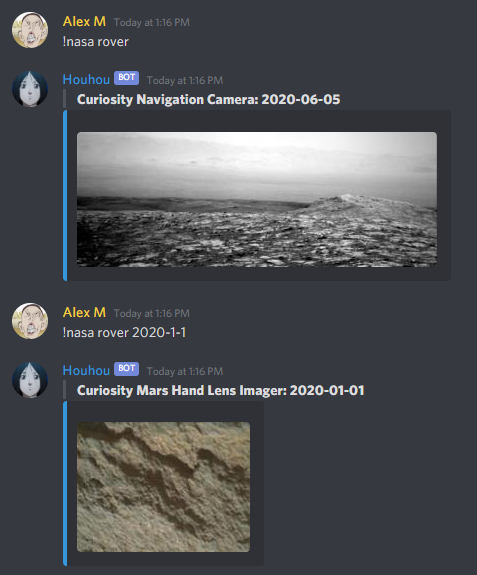 Alex M Today at 1:16 PM
!nasa rover
Houhou BOT Today at 1:16 PM
Curiosity Navigation Camera: 2020-06-05
Alex M Today at 1:16 PM
!nasa rover 2020-1-1
Houhou BOT Today at 1:16 PM
Curiosity Mars Hand Lens Imager: 2020-01-01